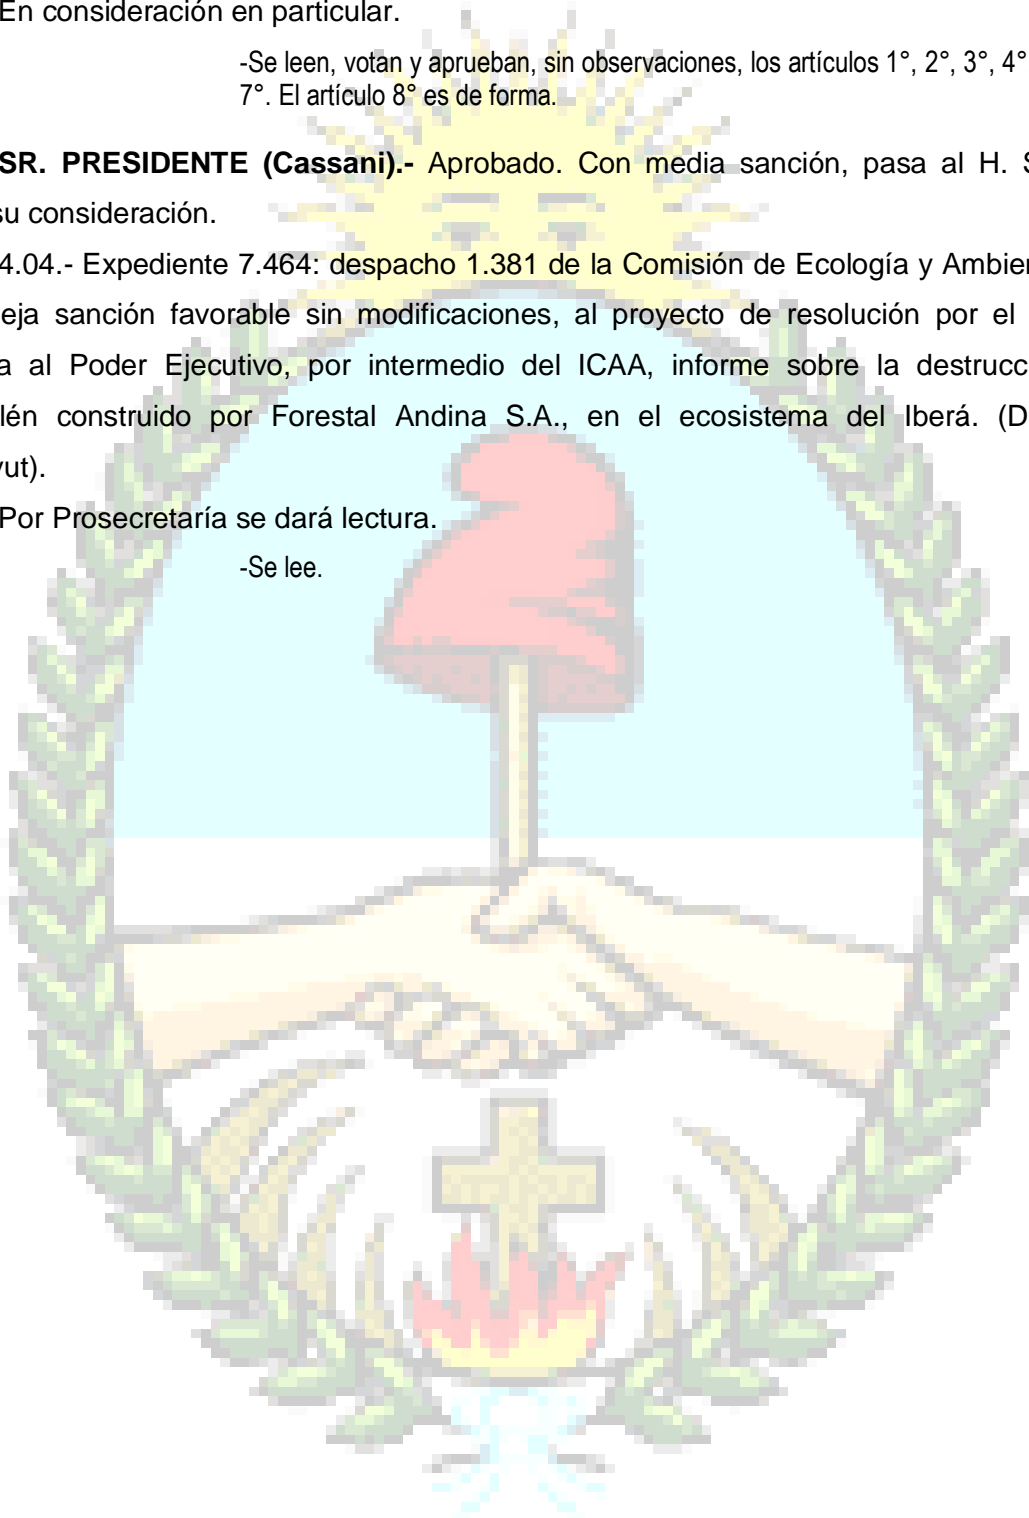 En consideración en particular.
-Se leen, votan y aprueban, sin observaciones, los artículos 1°, 2°, 3°, 4°
7°. El artículo 8° es de forma.
SR. PRESIDENTE (Cassani).- Aprobado. Con media sanción, pasa al H. S
su consideración.
4.04.- Expediente 7.464: despacho 1.381 de la Comisión de Ecología y Ambien
eja sanción favorable sin modificaciones, al proyecto de resolución por el
a al Poder Ejecutivo, por intermedio del ICAA, informe sobre la destrucc
lén construido por Forestal Andina S.A., en el ecosistema del Iberá. (D
ut).
Por Prosecretaría se dará lectura.
-Se lee.